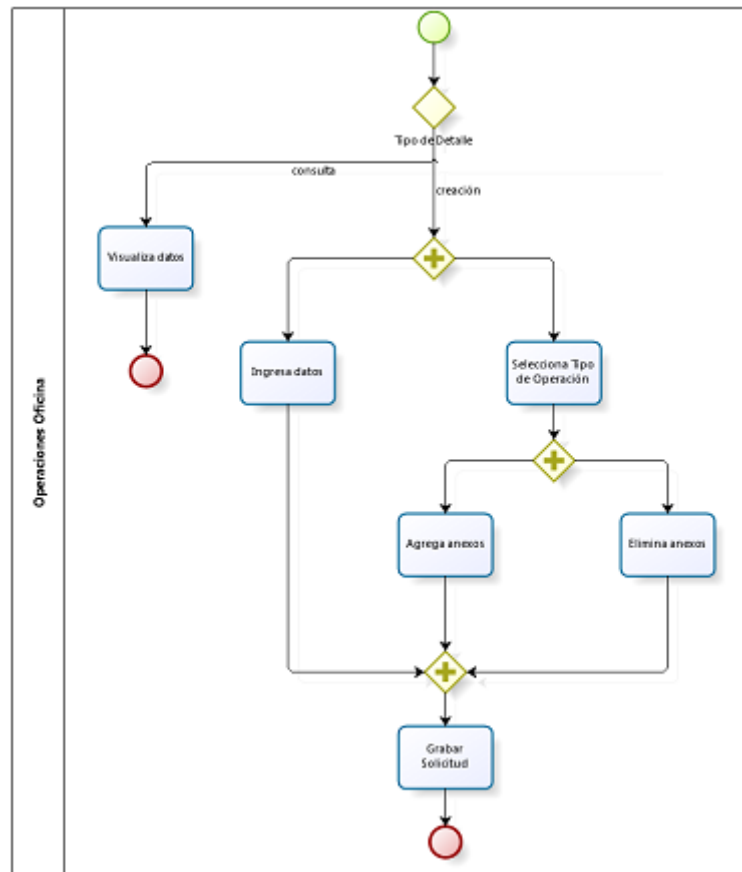 Tipo de Detalle
consulta
creación
Visualiza datos
Ingresa datos
Selecciona Tipo
de Operación
Operaciones Oficina
Agrega anexos
Elimina anexos
Grabar
Solicitud